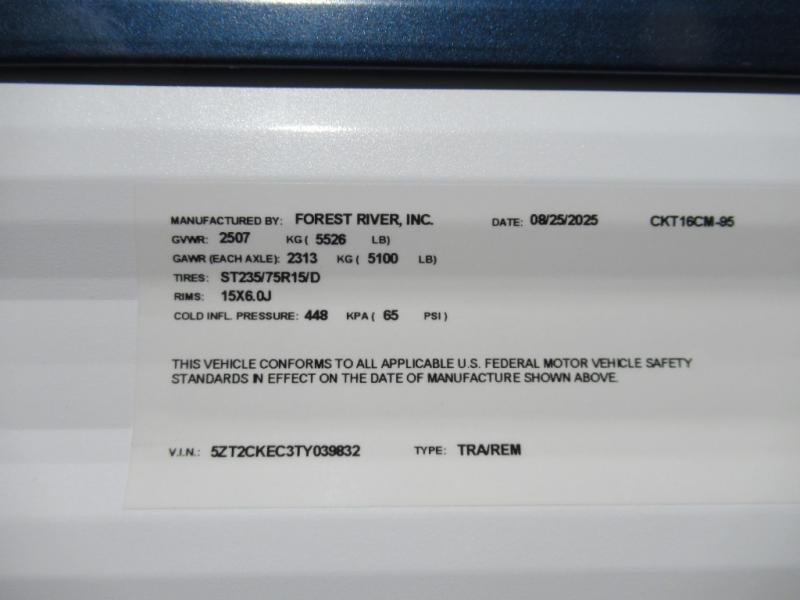 MANUFACTURED BY: FOREST RIVER, INC. DATE: 08/25/2025 CKT16CM-95
GVWR: 2507 KG ( 5526 LB)
GAWR (EACH AXLE): 2313 KG ( 5100 LB)
TIRES: ST235/75R15/D
RIMS: 15X6.0J
COLD INFL. PRESSURE: 448 KPA ( 65 PSI )
THIS VEHICLE CONFORMS TO ALL APPLICABLE U.S. FEDERAL MOTOR VEHICLE SAFETY
STANDARDS IN EFFECT ON THE DATE OF MANUFACTURE SHOWN ABOVE.
V.I.N.: 5ZT2CKEC3TY039832 TYPE: TRA/REM